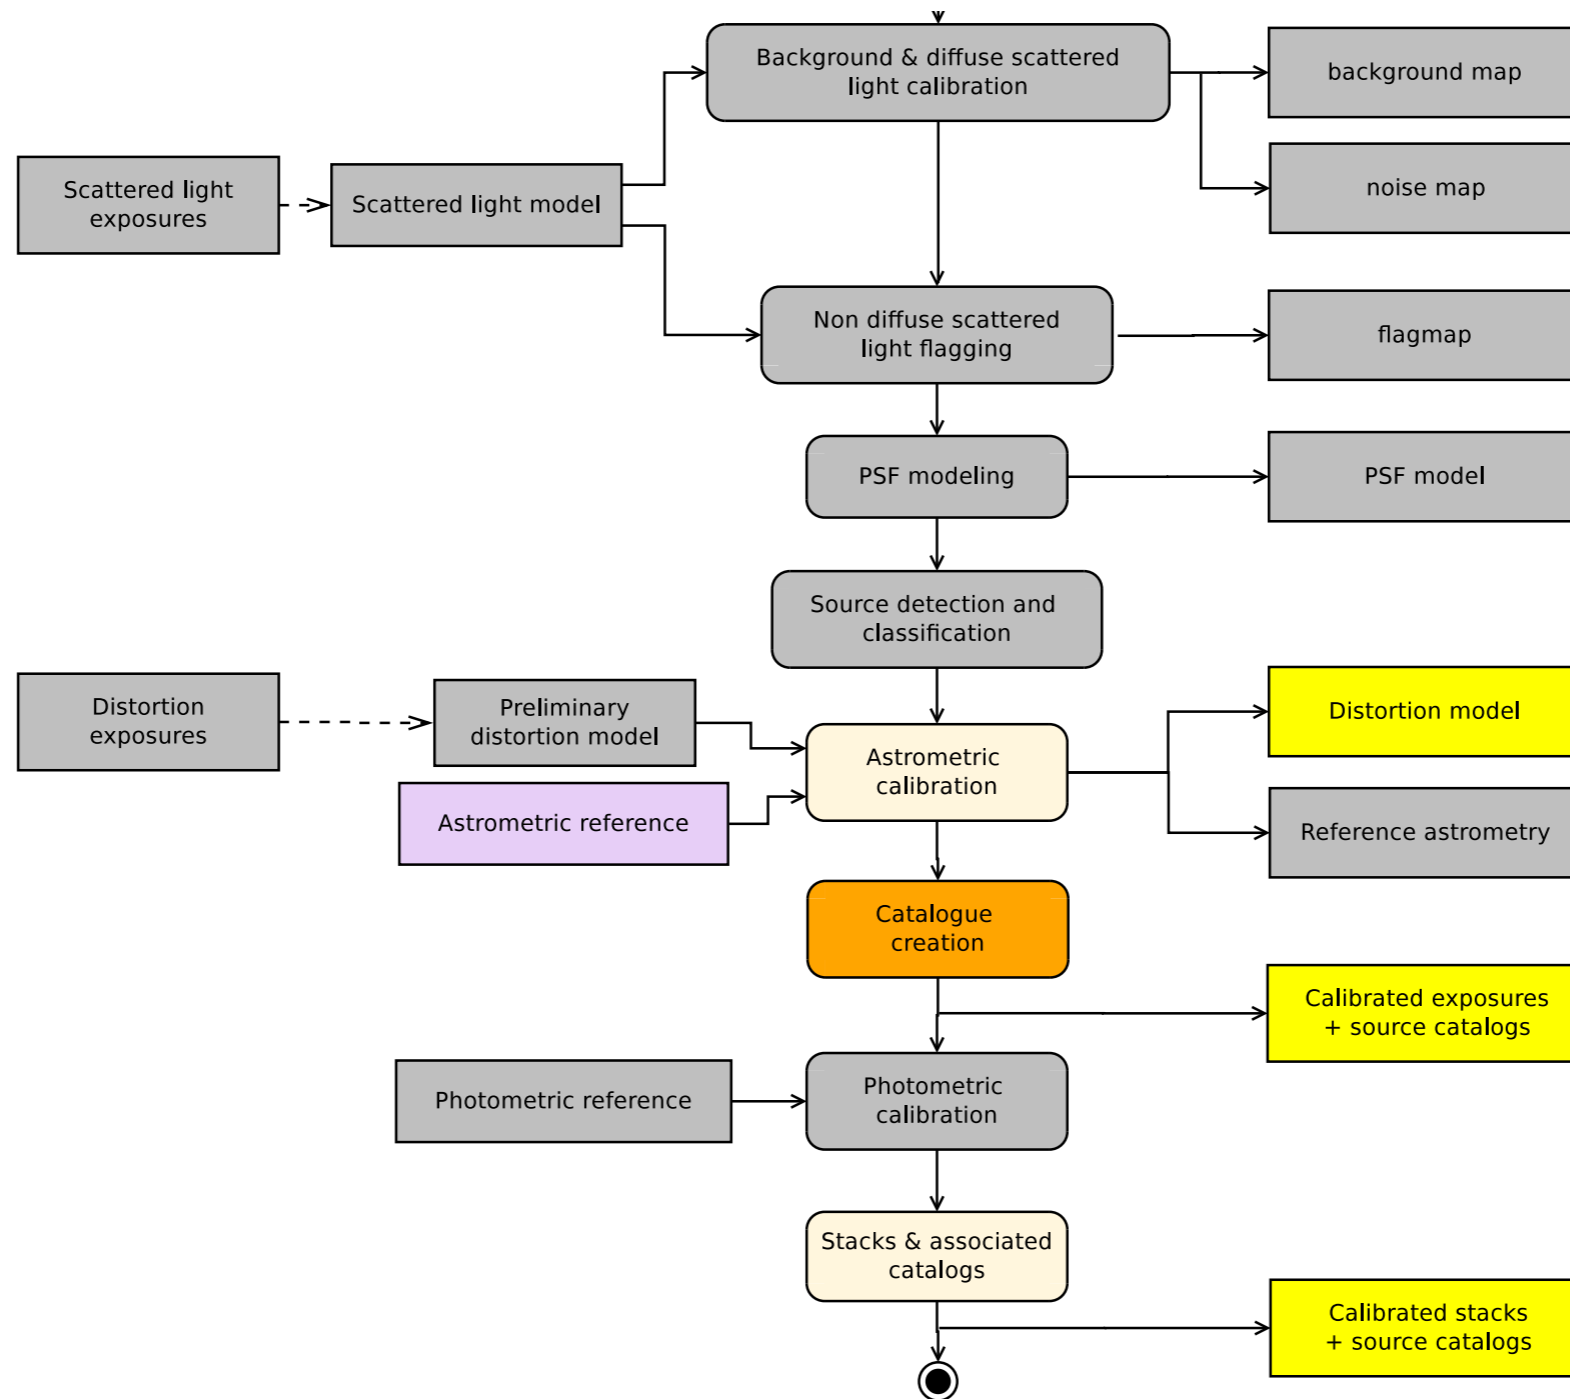 Background & diffuse scattered
light calibration
background map
noise map
Scattered light
exposures
Scattered light model
Non diffuse scattered
light flagging
flagmap
PSF modeling
PSF model
Source detection and
classification
Distortion
exposures
Preliminary
distortion model
Astrometric reference
Astrometric
calibration
Distortion model
Reference astrometry
Catalogue
creation
Calibrated exposures
+ source catalogs
Photometric reference
Photometric
calibration
Stacks & associated
catalogs
Calibrated stacks
+ source catalogs